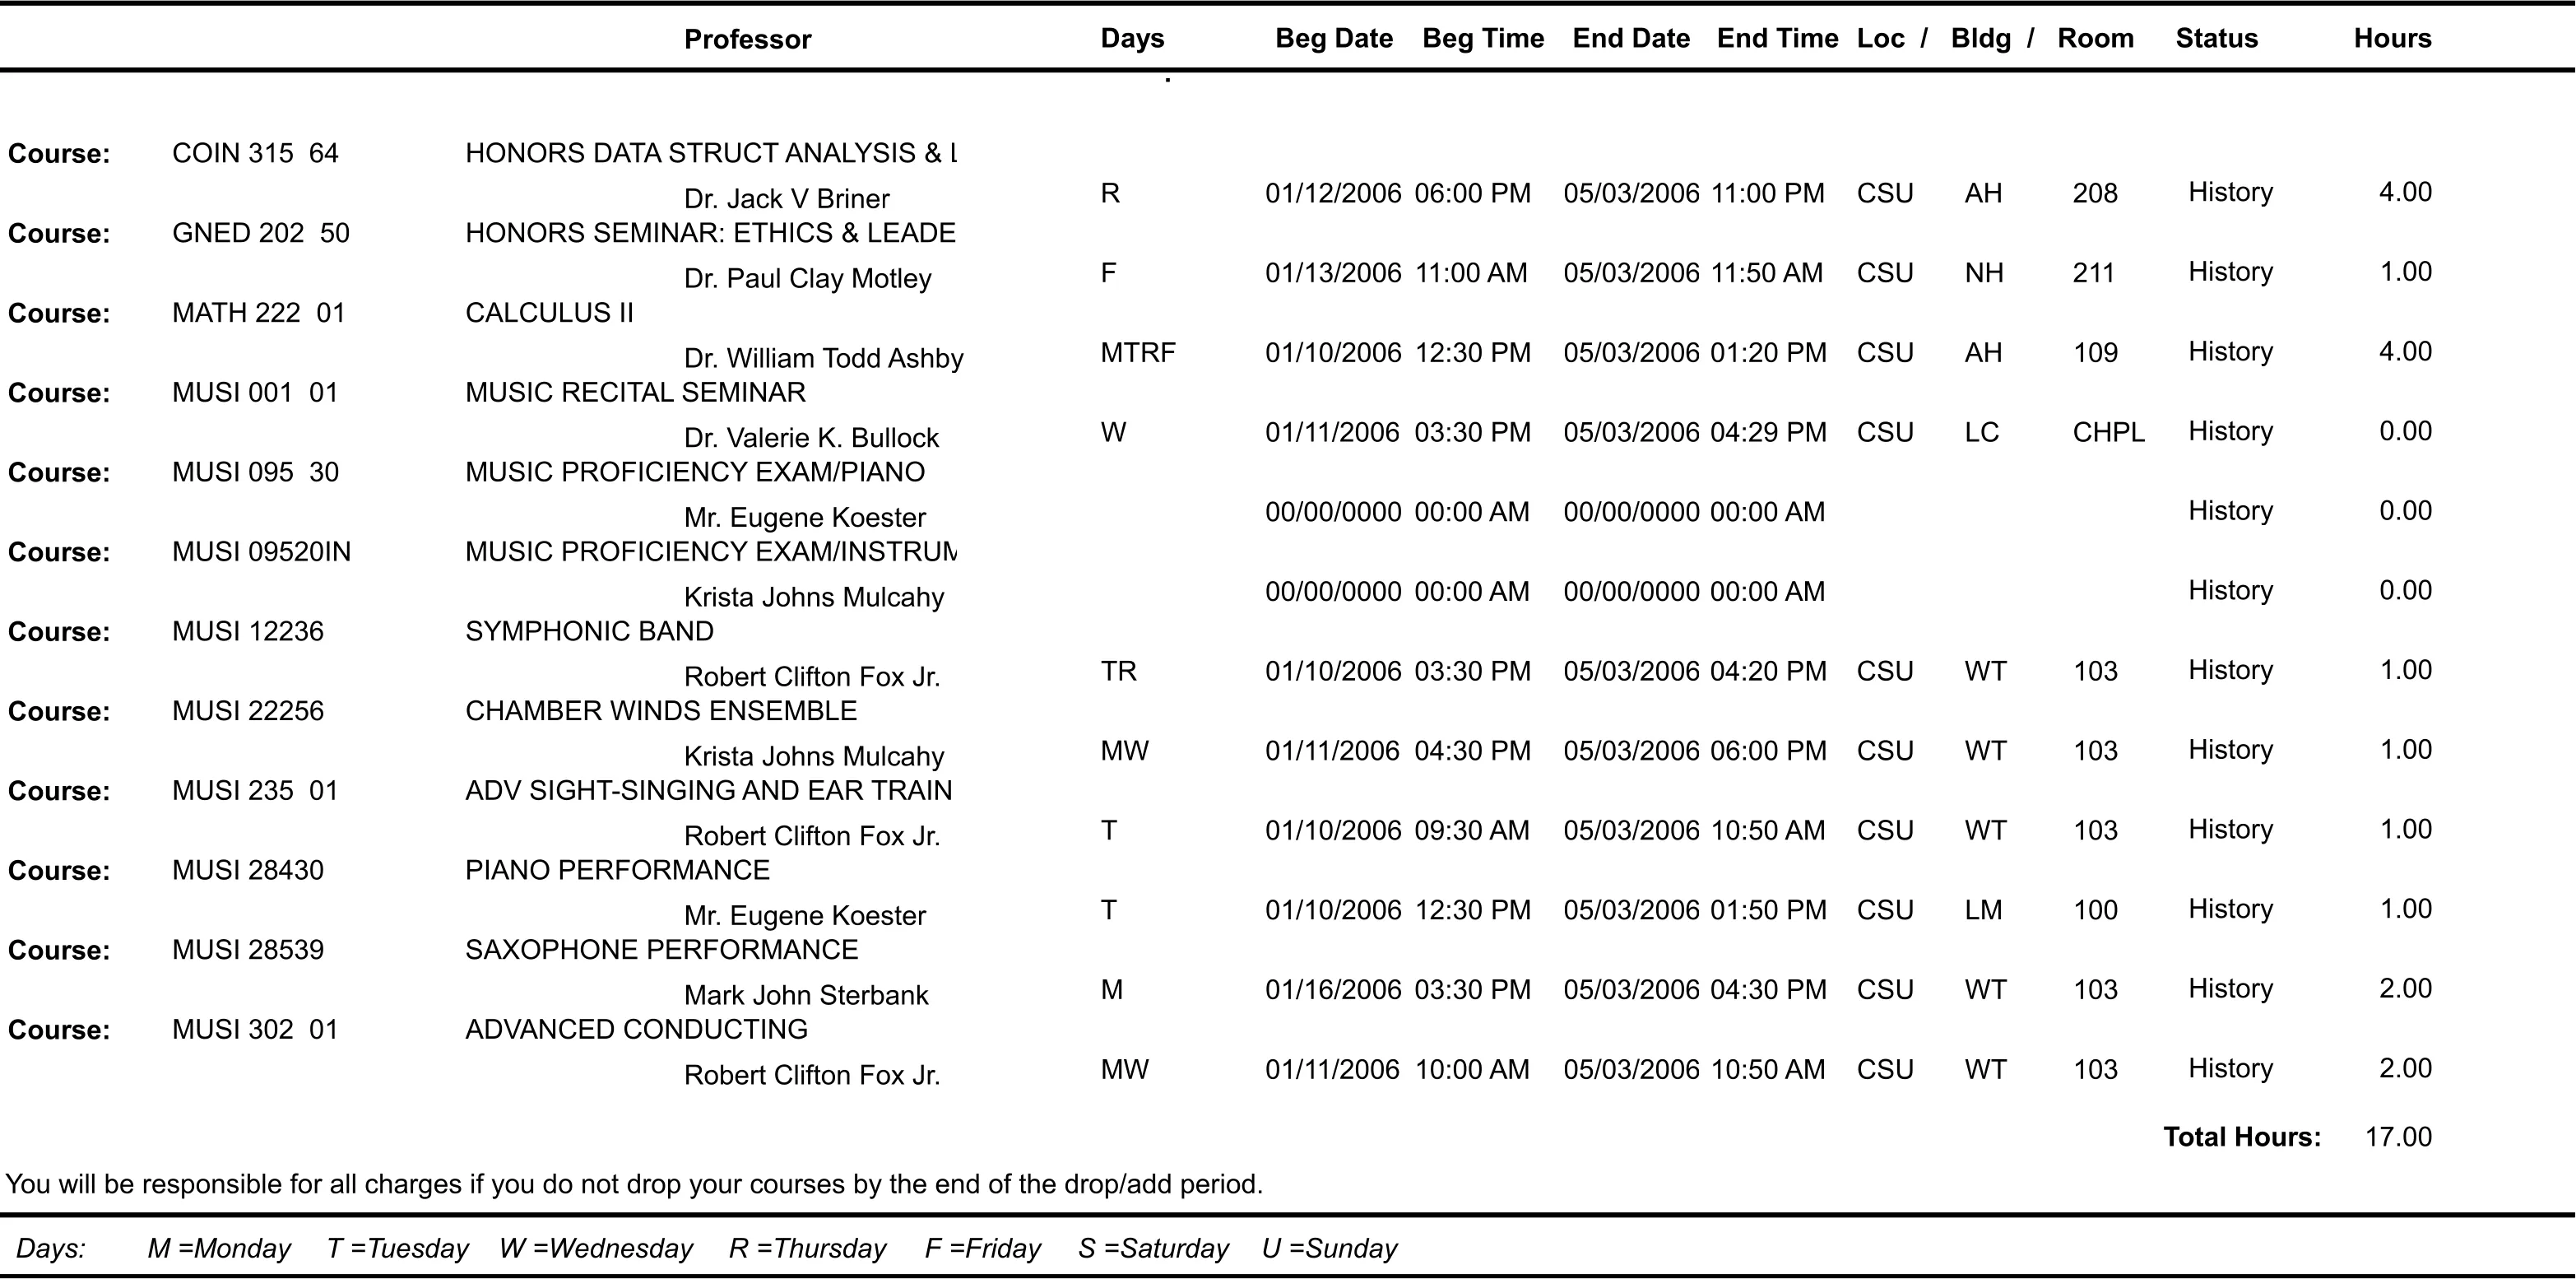 Professor Days Beg Date Beg Time End Date End Time Loc / Bldg / Room Status Hours
Course: COIN 315 64 HONORS DATA STRUCT ANALYSIS & L
Dr. Jack V Briner R 01/12/2006 06:00 PM 05/03/2006 11:00 PM CSU AH 208 History 4.00
Course: GNED 202 50 HONORS SEMINAR: ETHICS & LEADE
Dr. Paul Clay Motley F 01/13/2006 11:00 AM 05/03/2006 11:50 AM CSU NH 211 History 1.00
Course: MATH 222 01 CALCULUS II
Dr. William Todd Ashby MTRF 01/10/2006 12:30 PM 05/03/2006 01:20 PM CSU AH 109 History 4.00
Course: MUSI 001 01 MUSIC RECITAL SEMINAR
Dr. Valerie K. Bullock W 01/11/2006 03:30 PM 05/03/2006 04:29 PM CSU LC CHPL History 0.00
Course: MUSI 095 30 MUSIC PROFICIENCY EXAM/PIANO
Mr. Eugene Koester 00/00/0000 00:00 AM 00/00/0000 00:00 AM History 0.00
Course: MUSI 09520IN MUSIC PROFICIENCY EXAM/INSTRUM
Krista Johns Mulcahy 00/00/0000 00:00 AM 00/00/0000 00:00 AM History 0.00
Course: MUSI 12236 SYMPHONIC BAND
Robert Clifton Fox Jr. TR 01/10/2006 03:30 PM 05/03/2006 04:20 PM CSU WT 103 History 1.00
Course: MUSI 22256 CHAMBER WINDS ENSEMBLE
Krista Johns Mulcahy MW 01/11/2006 04:30 PM 05/03/2006 06:00 PM CSU WT 103 History 1.00
Course: MUSI 235 01 ADV SIGHT-SINGING AND EAR TRAIN
Robert Clifton Fox Jr. T 01/10/2006 09:30 AM 05/03/2006 10:50 AM CSU WT 103 History 1.00
Course: MUSI 28430 PIANO PERFORMANCE
Mr. Eugene Koester T 01/10/2006 12:30 PM 05/03/2006 01:50 PM CSU LM 100 History 1.00
Course: MUSI 28539 SAXOPHONE PERFORMANCE
Mark John Sterbank M 01/16/2006 03:30 PM 05/03/2006 04:30 PM CSU WT 103 History 2.00
Course: MUSI 302 01 ADVANCED CONDUCTING
Robert Clifton Fox Jr. MW 01/11/2006 10:00 AM 05/03/2006 10:50 AM CSU WT 103 History 2.00
Total Hours: 17.00
You will be responsible for all charges if you do not drop your courses by the end of the drop/add period.
Days: M =Monday T =Tuesday W =Wednesday R =Thursday F =Friday S =Saturday U =Sunday